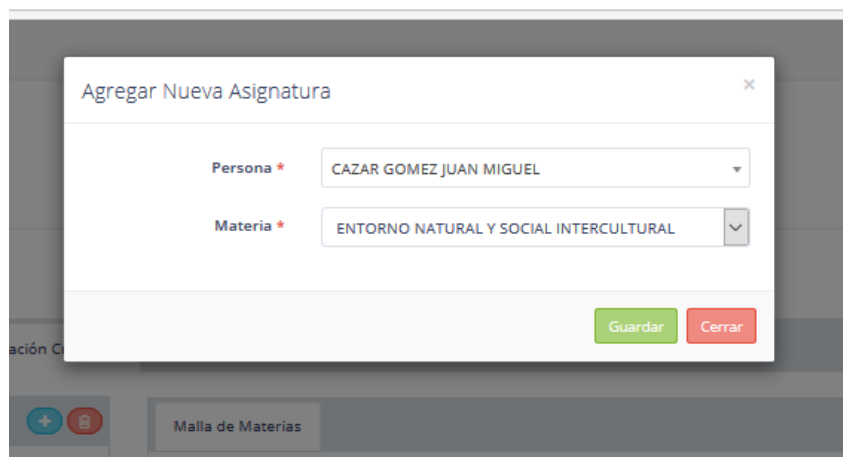 Agregar Nueva Asignatura ×
Persona * CAZAR GOMEZ JUAN MIGUEL
Materia * ENTORNO NATURAL Y SOCIAL INTERCULTURAL
Guardar Cerrar
ación C
Malla de Materias